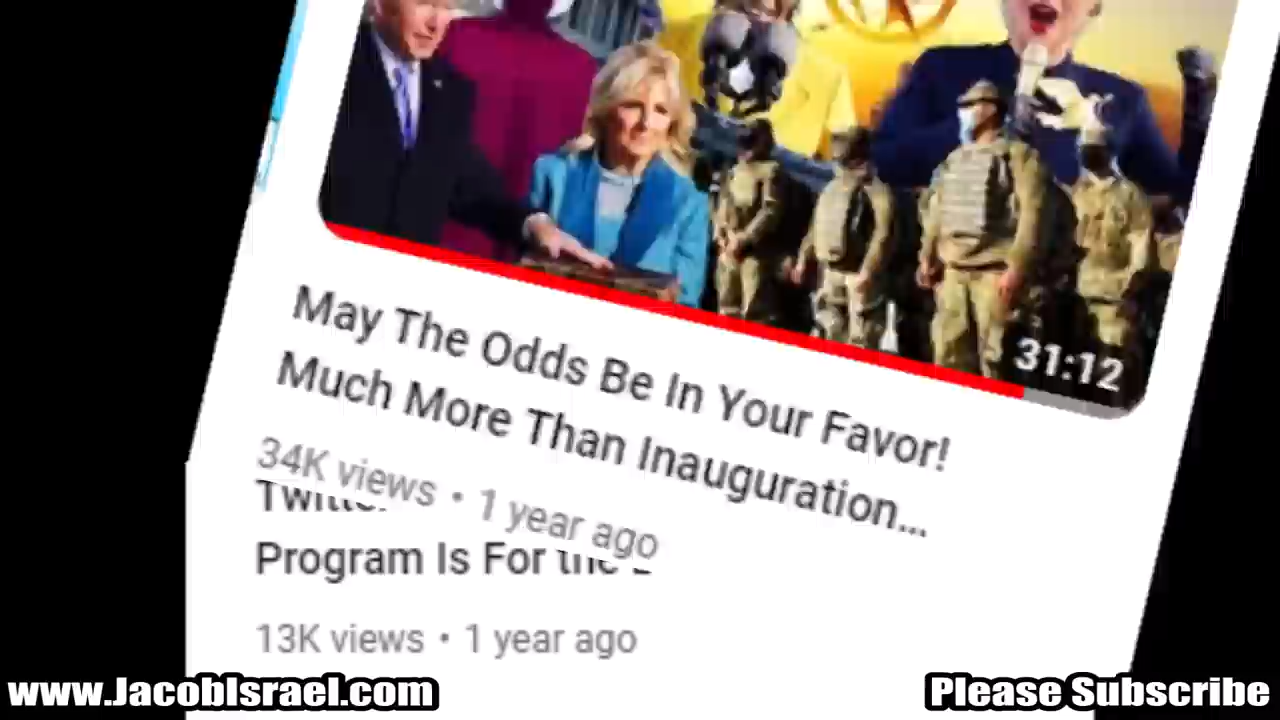 31:12
May The Odds Be In Your Favor!
Much More Than Inauguration...
34K views • 1 year ago
Program Is For the
13K views • 1 year ago
www.JacobIsrael.com
Please Subscribe